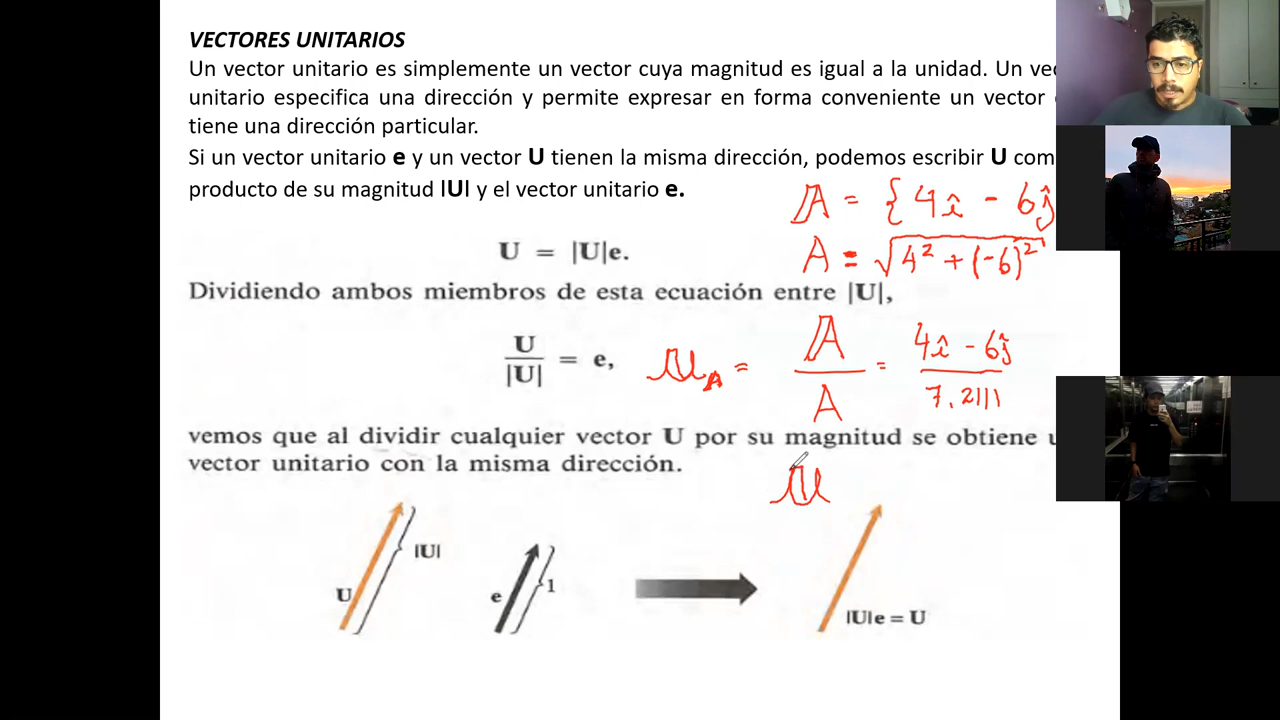 VECTORES UNITARIOS
Un vector unitario es simplemente un vector cuya magnitud es igual a la unidad. Un
unitario especifica una dirección y permite expresar en forma conveniente un vector
tiene una dirección particular.
Si un vector unitario e y un vector U tienen la misma dirección, podemos escribir U com
producto de su magnitud |U| y el vector unitario e.
A = {4î - 6ĵ
U = |U|e.
A = √4² + (-6)²
Dividiendo ambos miembros de esta ecuación entre |U|,
U/|U| = e,
u_A = A/A = 4î - 6ĵ/7.2111
vemos que al dividir cualquier vector U por su magnitud se obtiene
vector unitario con la misma dirección.
u
U |U|
e 1
|U|e = U